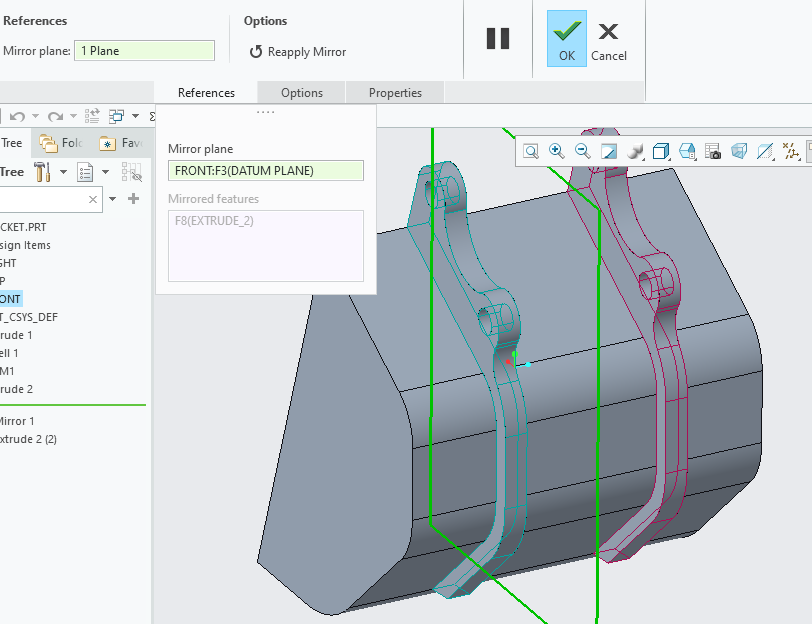 References
Options
Mirror plane: 1 Plane
Reapply Mirror
OK
Cancel
References
Options
Properties
Tree
Fol
Fav
Tree
Mirror plane
FRONT:F3(DATUM PLANE)
Mirrored features
F8(EXTRUDE_2)
CKET.PRT
sign Items
GHT
P
ONT
T_CSYS_DEF
rude 1
ell 1
M1
rude 2
Mirror 1
xtrude 2 (2)